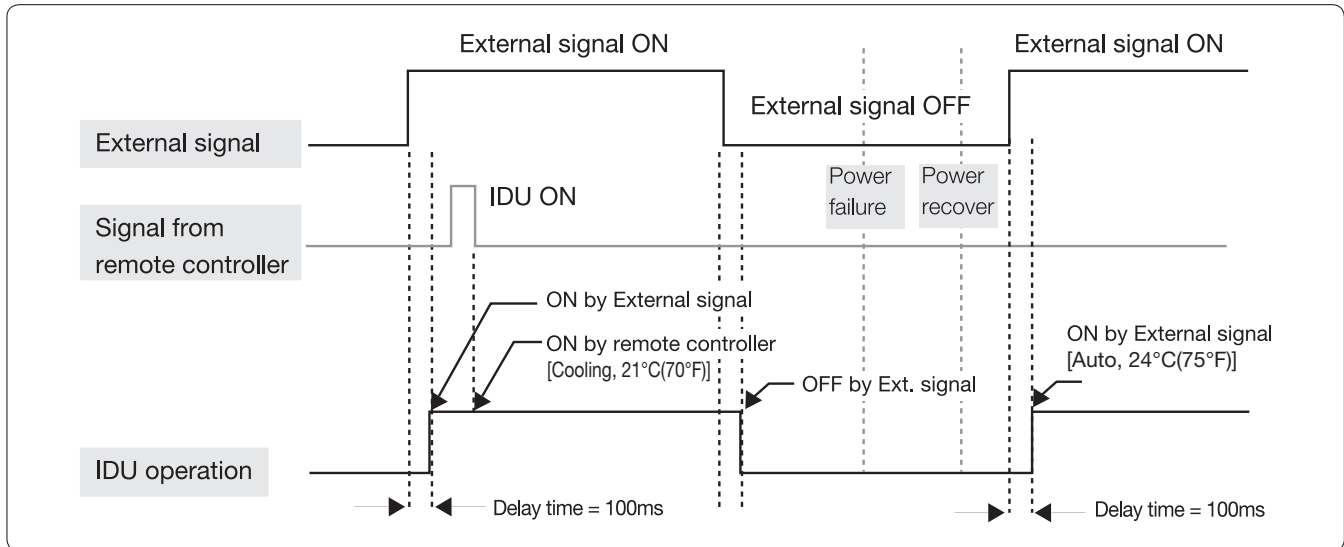 External signal ON
External signal ON
External signal OFF
External signal
Power
failure
Power
recover
IDU ON
Signal from
remote controller
ON by External signal
ON by remote controller
[Cooling, 21°C(70°F)]
ON by External signal
[Auto, 24°C(75°F)]
OFF by Ext. signal
IDU operation
Delay time = 100ms
Delay time = 100ms